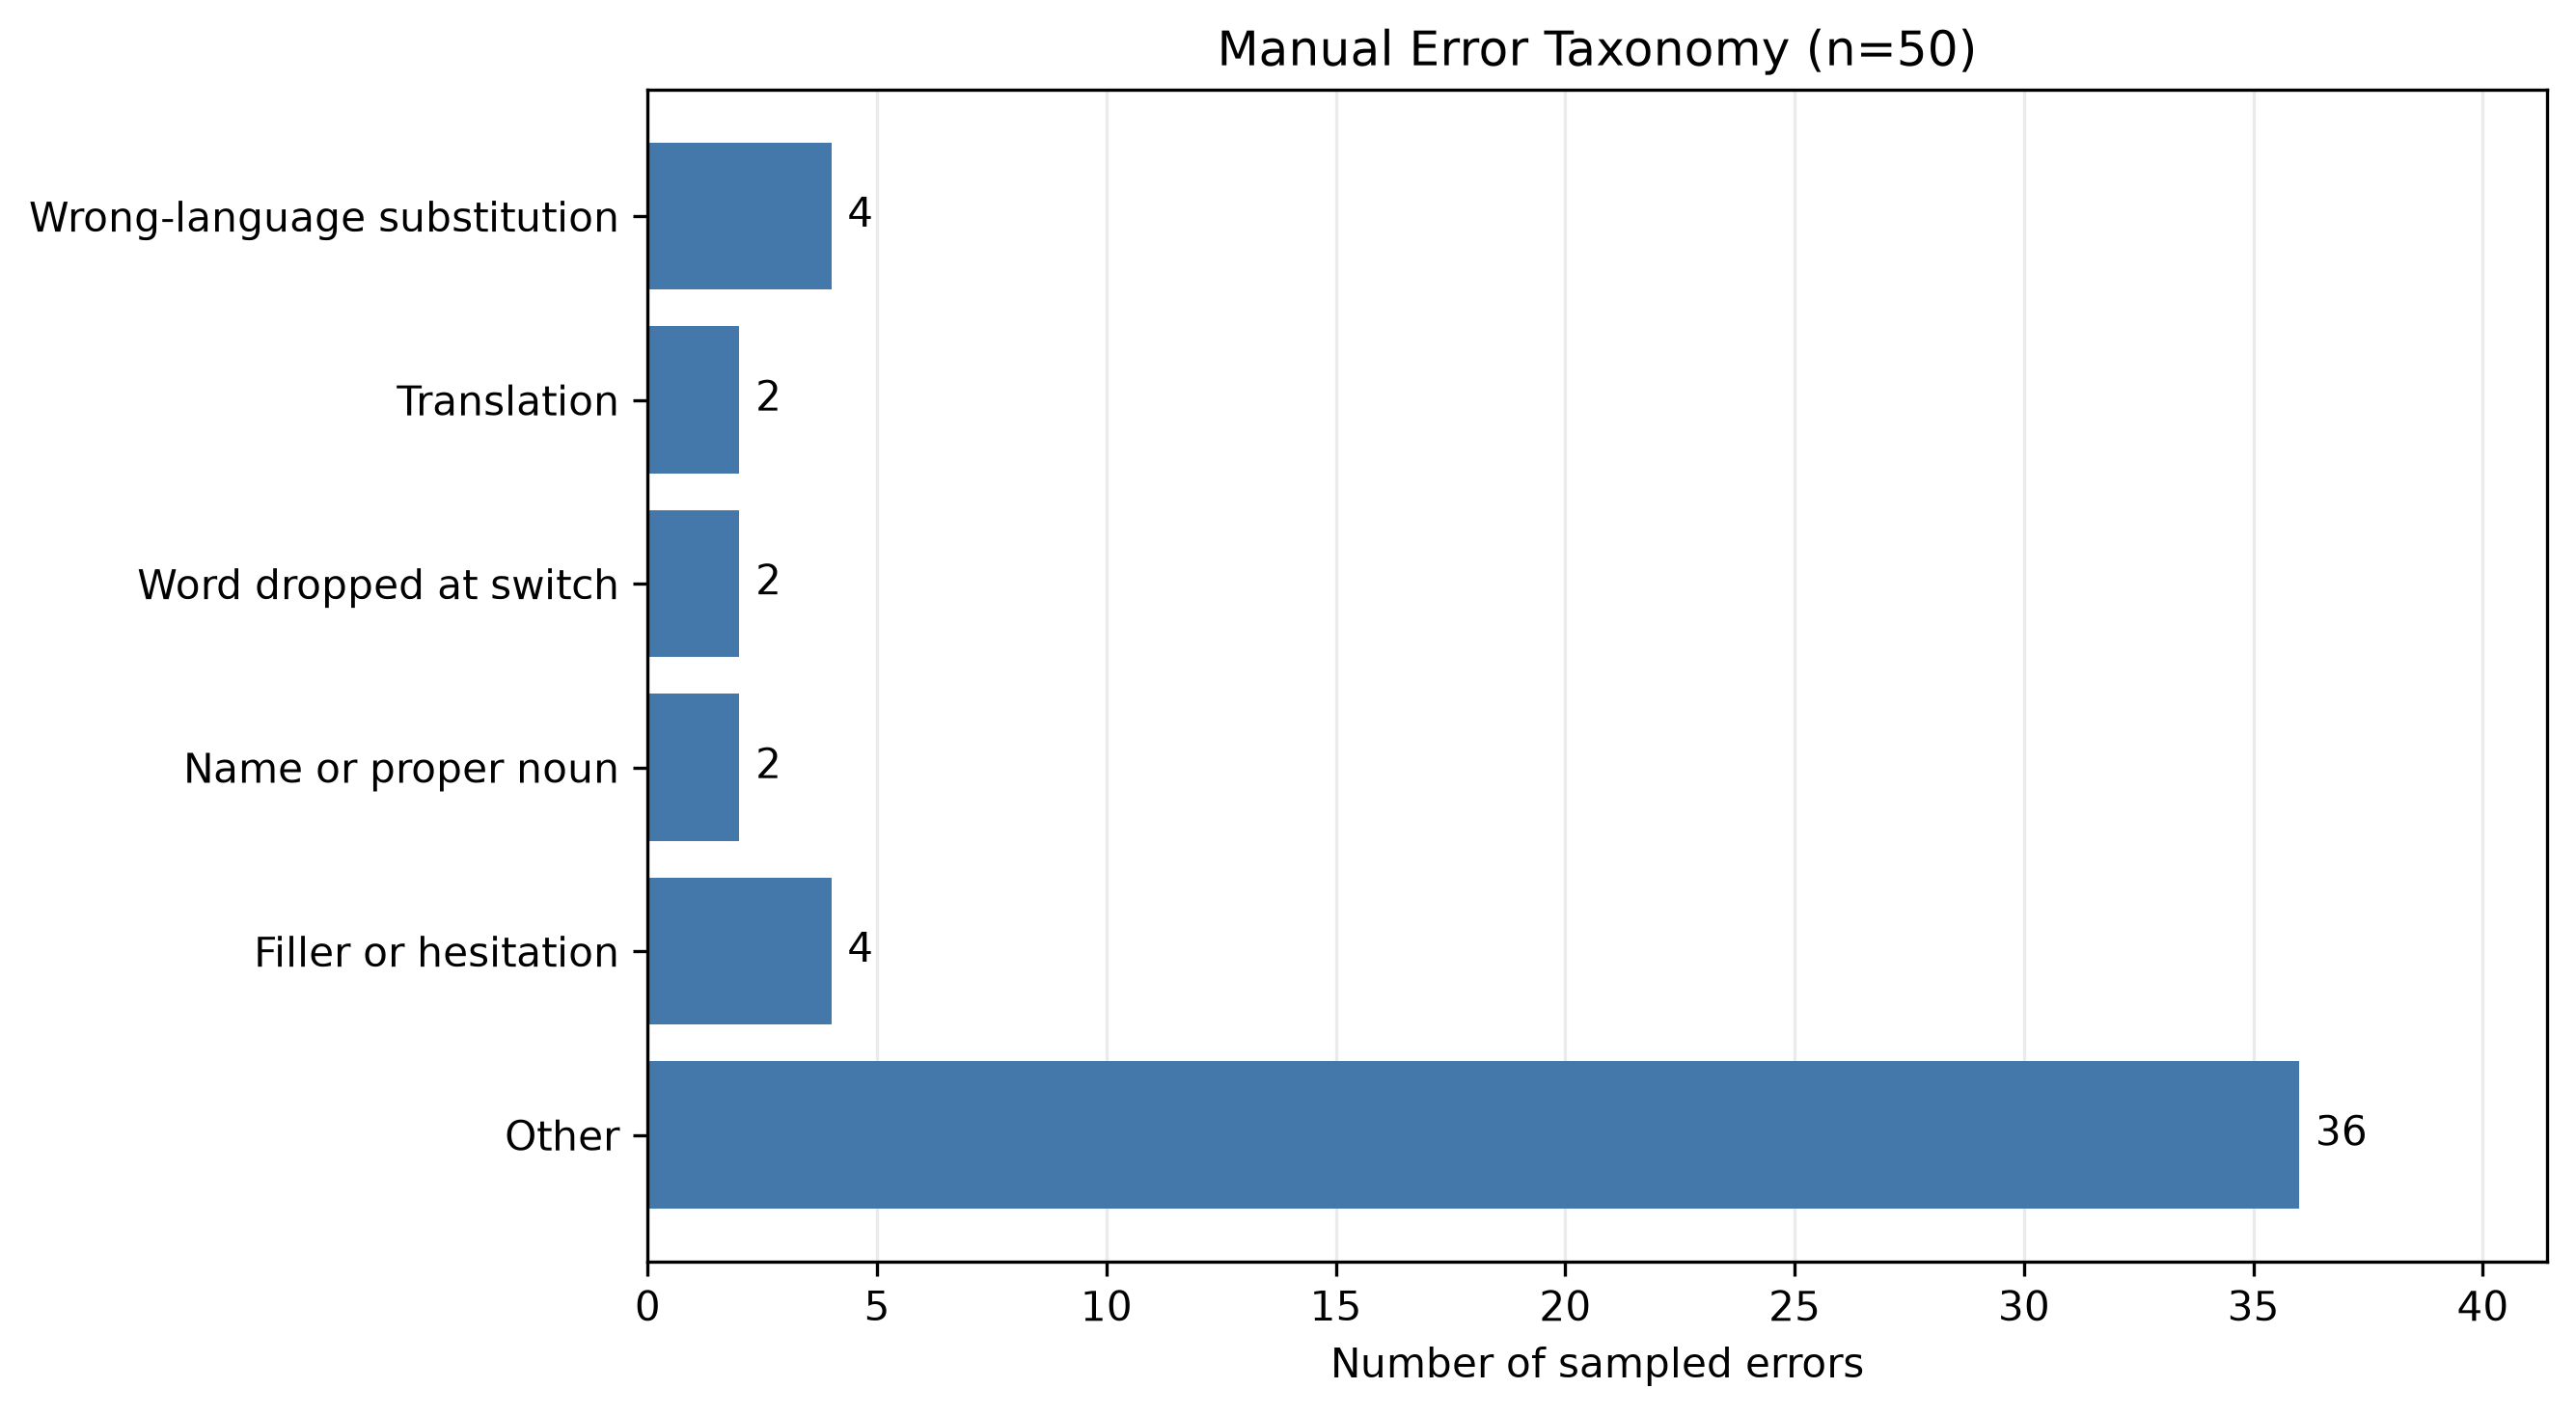 Manual Error Taxonomy (n=50)
Wrong-language substitution
4
Translation
2
Word dropped at switch
2
Name or proper noun
2
Filler or hesitation
4
Other
36
0 5 10 15 20 25 30 35 40
Number of sampled errors